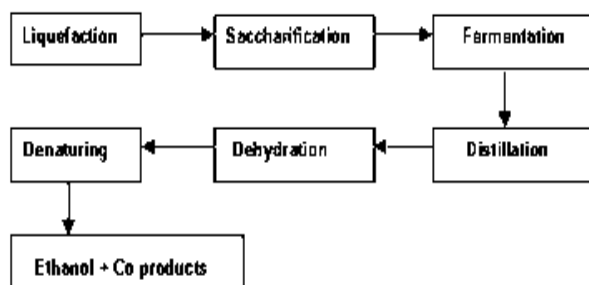 Liquefaction
Saccharification
Fermentation
Denaturing
Dehydration
Distillation
Ethanol + Co products